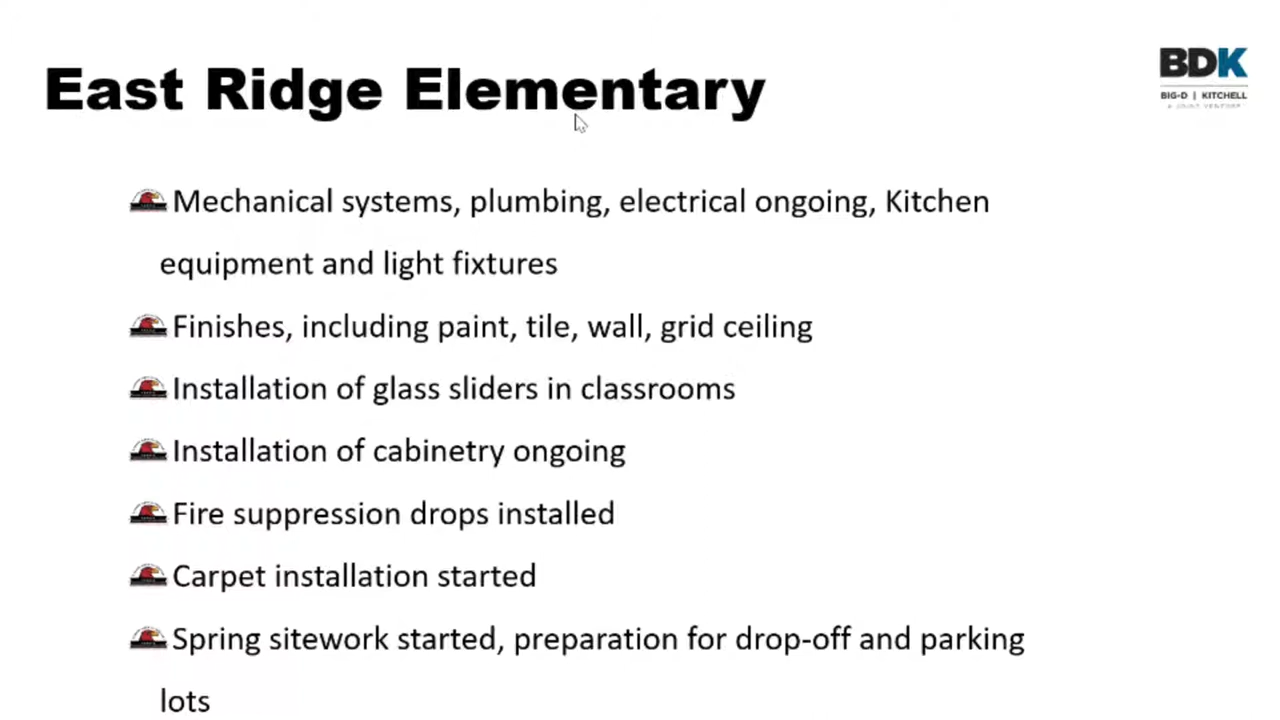 East Ridge Elementary
BDK
BIG-D | KITCHELL
A JOINT VENTURE
Mechanical systems, plumbing, electrical ongoing, Kitchen
equipment and light fixtures
Finishes, including paint, tile, wall, grid ceiling
Installation of glass sliders in classrooms
Installation of cabinetry ongoing
Fire suppression drops installed
Carpet installation started
Spring sitework started, preparation for drop-off and parking
lots